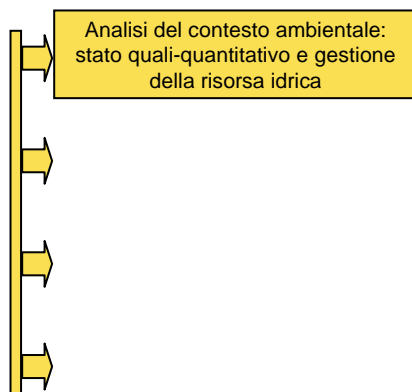 Analisi del contesto ambientale:
stato quali-quantitativo e gestione
della risorsa idrica